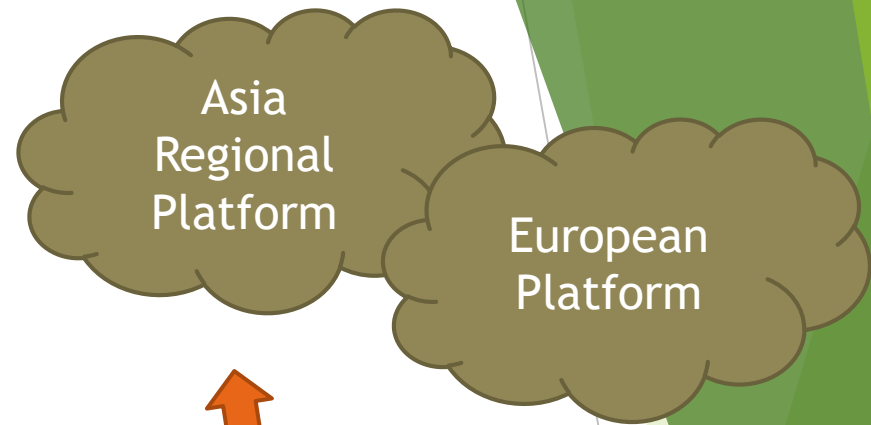 Asia
Regional
Platform
European
Platform